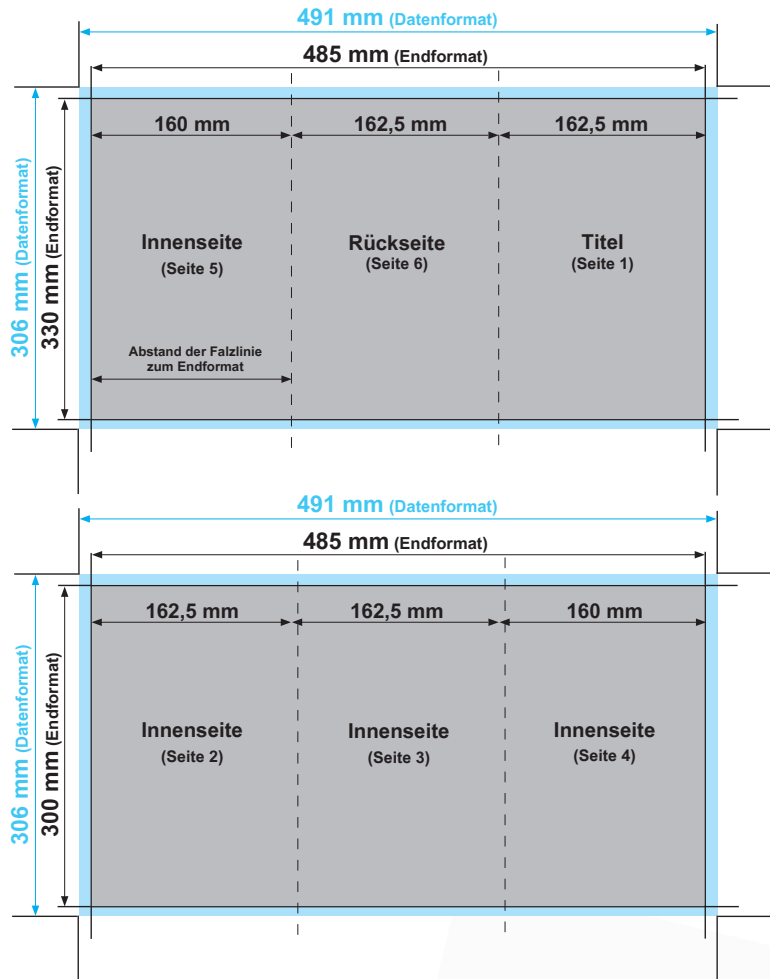 491 mm (Datenformat)
485 mm (Endformat)
160 mm 162,5 mm 162,5 mm
306 mm (Datenformat)
330 mm (Endformat)
Innenseite Rückseite Titel
(Seite 5) (Seite 6) (Seite 1)
Abstand der Falzlinie
zum Endformat
491 mm (Datenformat)
485 mm (Endformat)
162,5 mm 162,5 mm 160 mm
306 mm (Datenformat)
300 mm (Endformat)
Innenseite Innenseite Innenseite
(Seite 2) (Seite 3) (Seite 4)